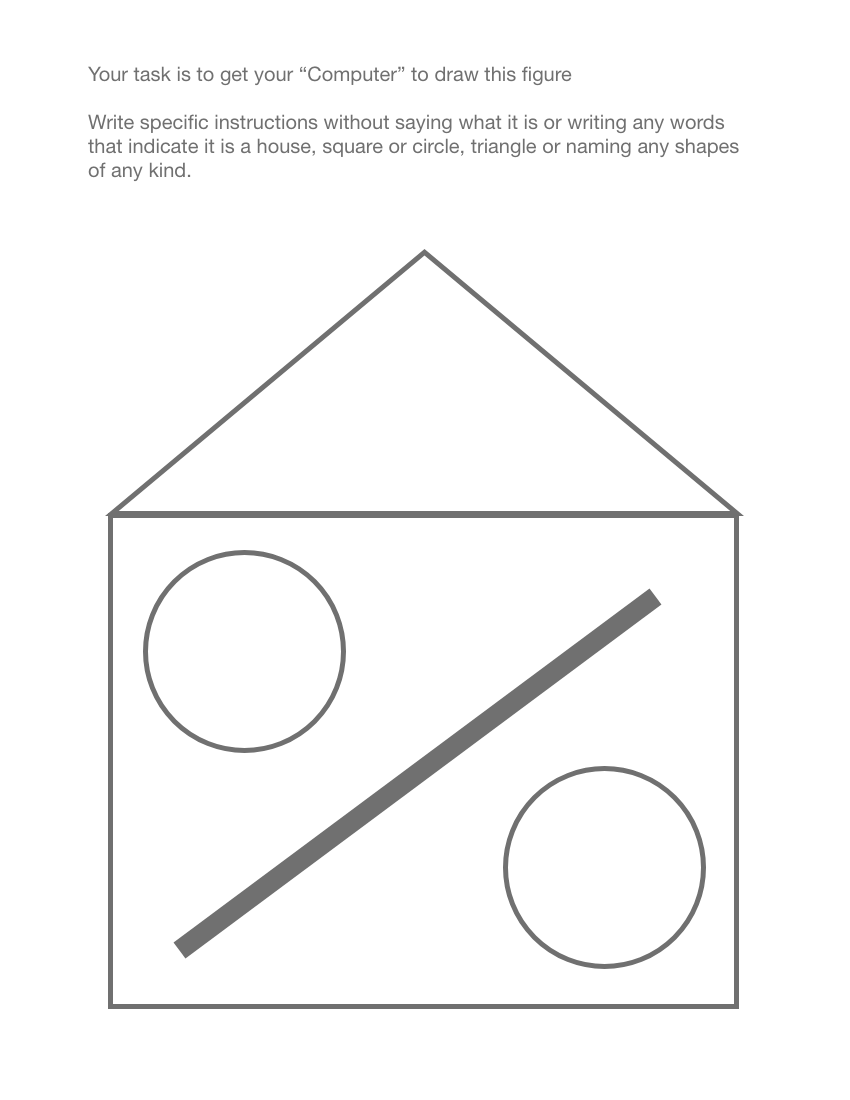 Your task is to get your “Computer” to draw this figure
Write specific instructions without saying what it is or writing any words
that indicate it is a house, square or circle, triangle or naming any shapes
of any kind.